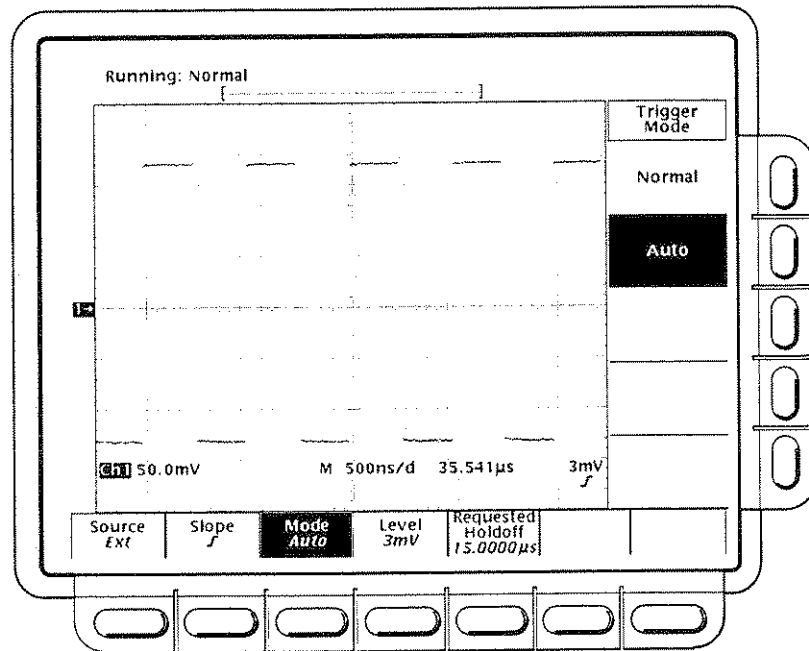 Running: Normal
Trigger
Mode
Normal
Auto
1
Ch1 50.0mV M 500ns/d 35.541µs 3mV
Source
Ext
Slope
Mode
Auto
Level
3mV
Requested
Holdoff
15.0000µs